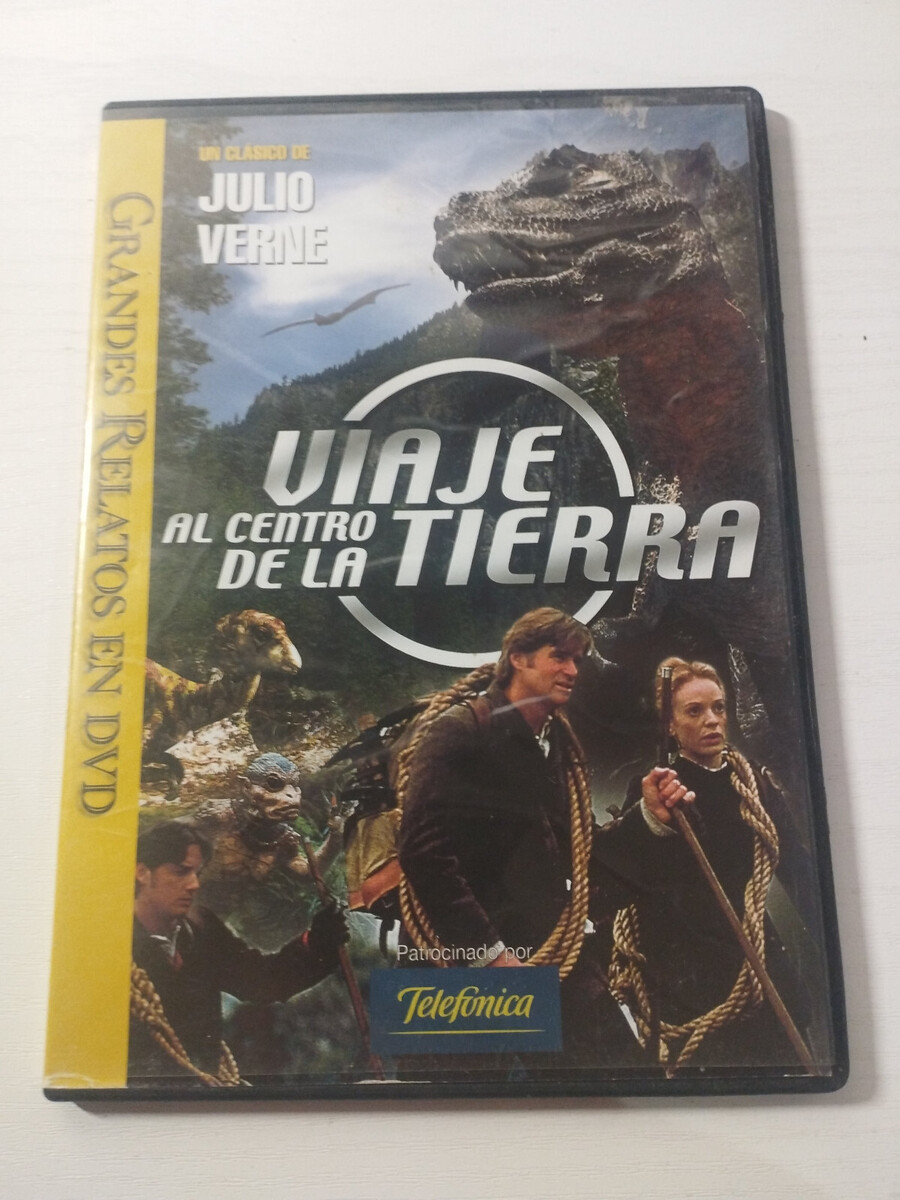 UN CLÁSICO DE
JULIO
VERNE
GRANDES RELATOS EN DVD
VIAJE
AL CENTRO
DE LA TIERRA
Patrocinado por
Telefónica